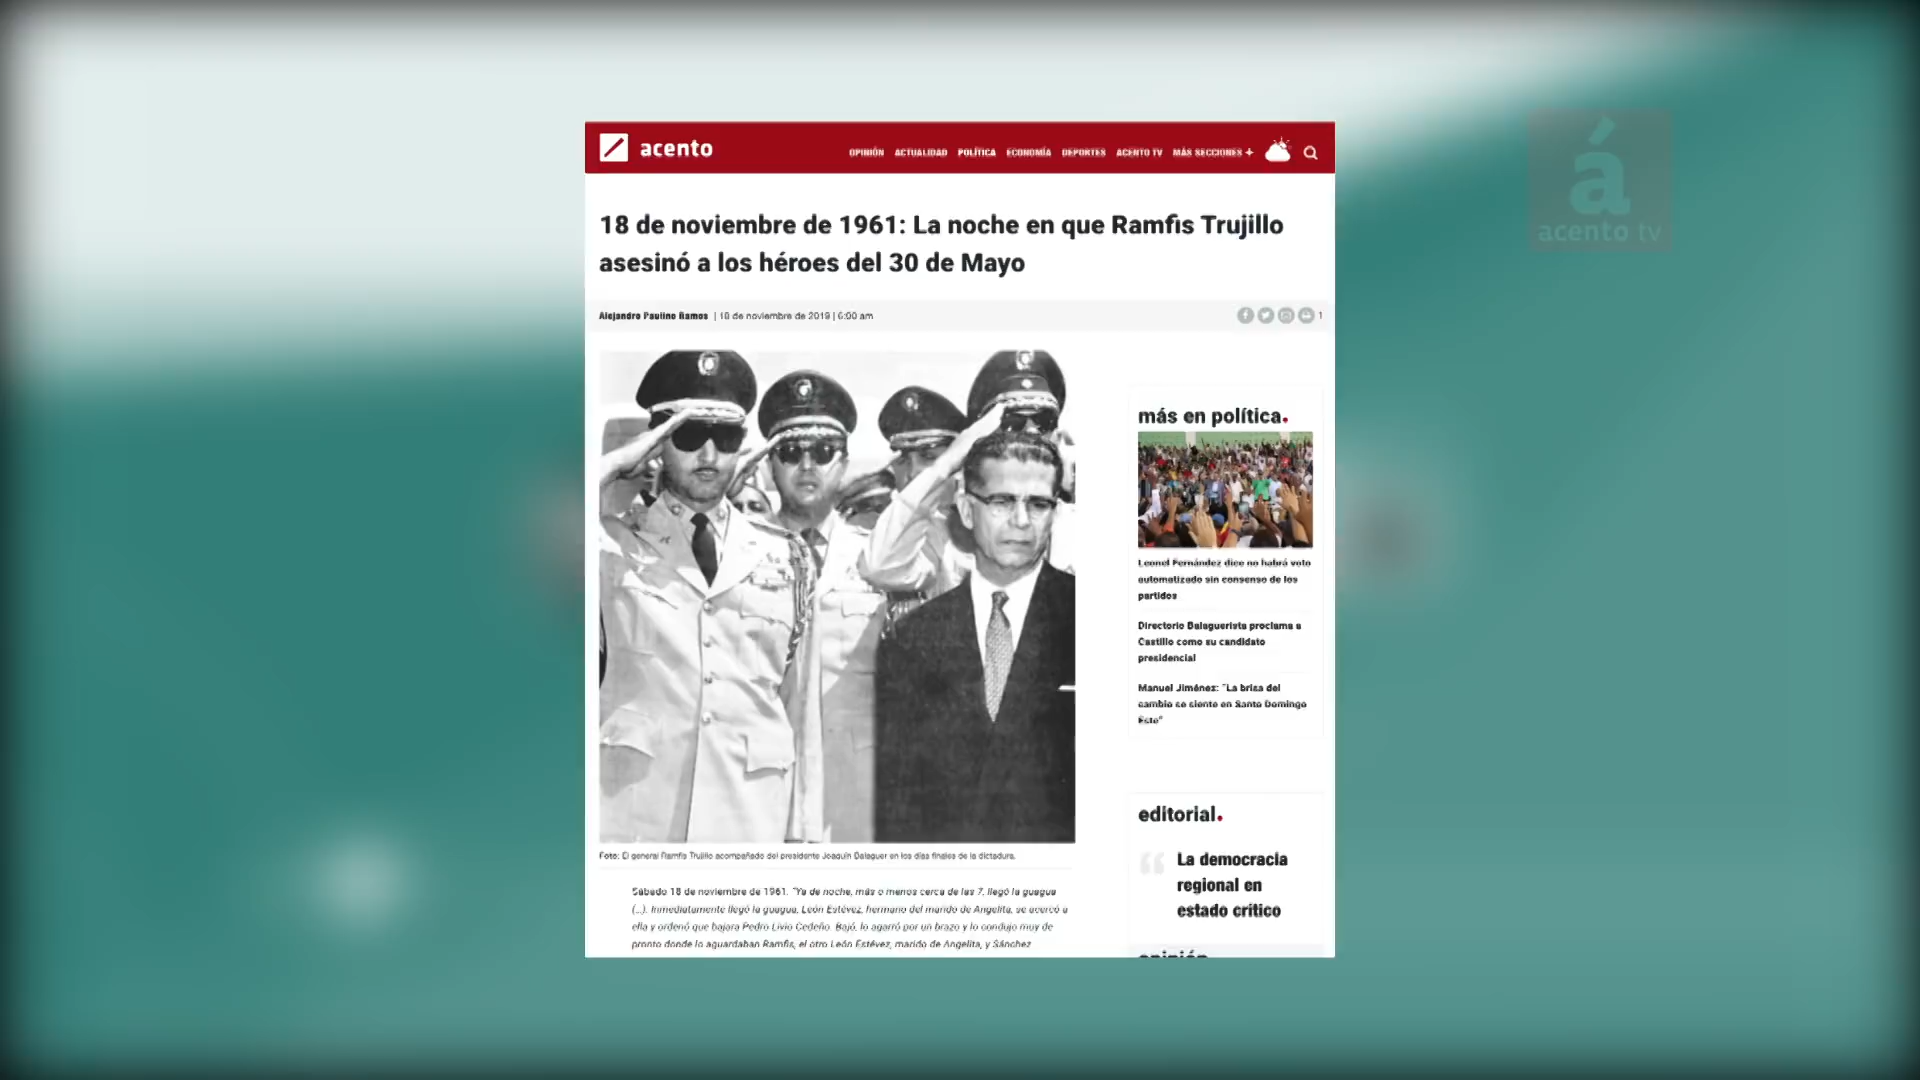 acento
OPINIÓN ACTUALIDAD POLÍTICA ECONOMÍA DEPORTES ACENTO TV MÁS SECCIONES +
á
acento tv
18 de noviembre de 1961: La noche en que Ramfis Trujillo
asesinó a los héroes del 30 de Mayo
Alejandro Paulino Ramos | 18 de noviembre de 2019 | 6:00 am
1
más en política.
Leonel Fernández dice no habrá voto
automatizado sin consenso de los
partidos
Directorio Balaguerista proclama a
Castillo como su candidato
presidencial
Manuel Jiménez: "La brisa del
cambio se siente en Santo Domingo
Este"
editorial.
La democracia
regional en
estado crítico
opinión
Foto: El general Ramfis Trujillo acompañado del presidente Joaquín Balaguer en los días finales de la dictadura.
Sábado 18 de noviembre de 1961. "Ya de noche, más o menos cerca de las 7, llegó la guagua
(...). Inmediatamente llegó la guagua, León Estévez, hermano del marido de Angelita, se acercó a
ella y ordenó que bajara Pedro Livio Cedeño. Bajó, lo agarró por un brazo y lo condujo muy de
pronto donde lo aguardaban Ramfis, el otro León Estévez, marido de Angelita, y Sánchez